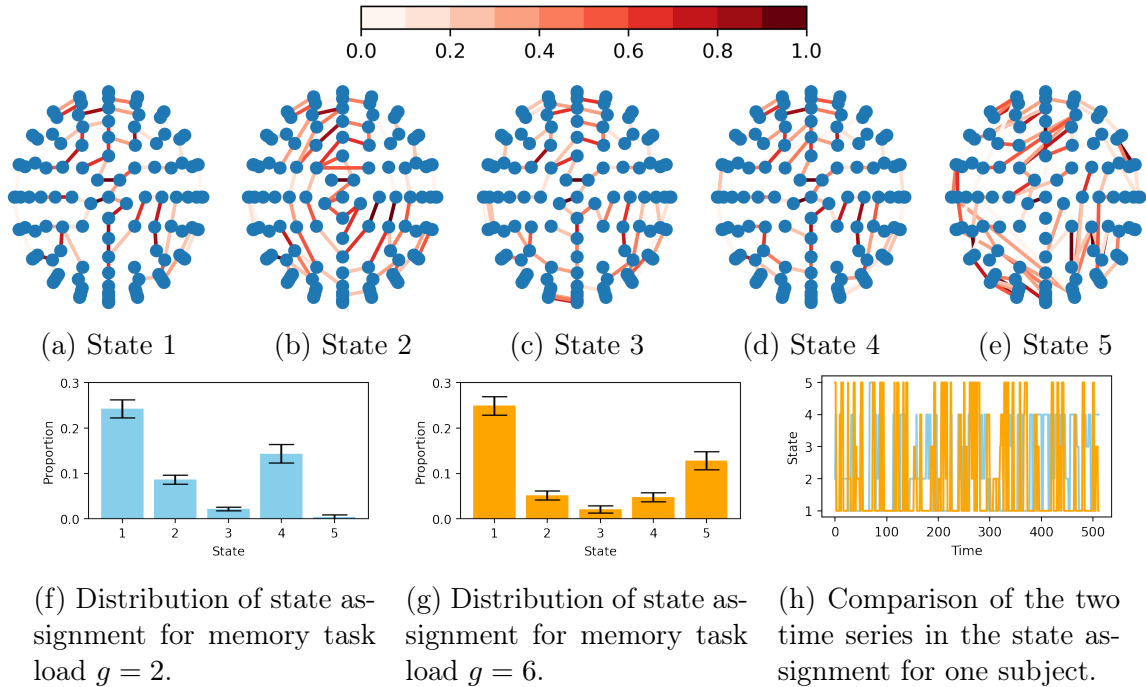 0.0 0.2 0.4 0.6 0.8 1.0
(a) State 1 (b) State 2 (c) State 3 (d) State 4 (e) State 5
0.3
0.2
0.1
0.0
Proportion
1 2 3 4 5
State
0.3
0.2
0.1
0.0
Proportion
1 2 3 4 5
State
5
4
3
2
1
State
0 100 200 300 400 500
Time
(f) Distribution of state as-
signment for memory task
load g = 2.
(g) Distribution of state as-
signment for memory task
load g = 6.
(h) Comparison of the two
time series in the state as-
signment for one subject.